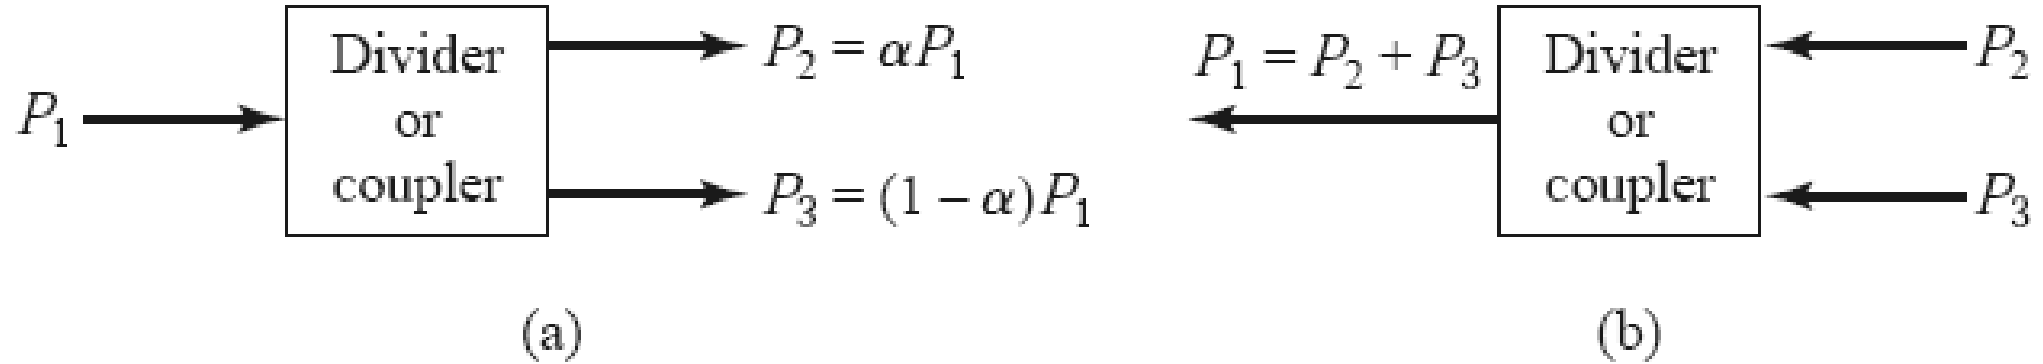 P₁
Divider
or
coupler
P₂ = αP₁
P₃ = (1 − α)P₁
(a)
P₁ = P₂ + P₃
Divider
or
coupler
P₂
P₃
(b)